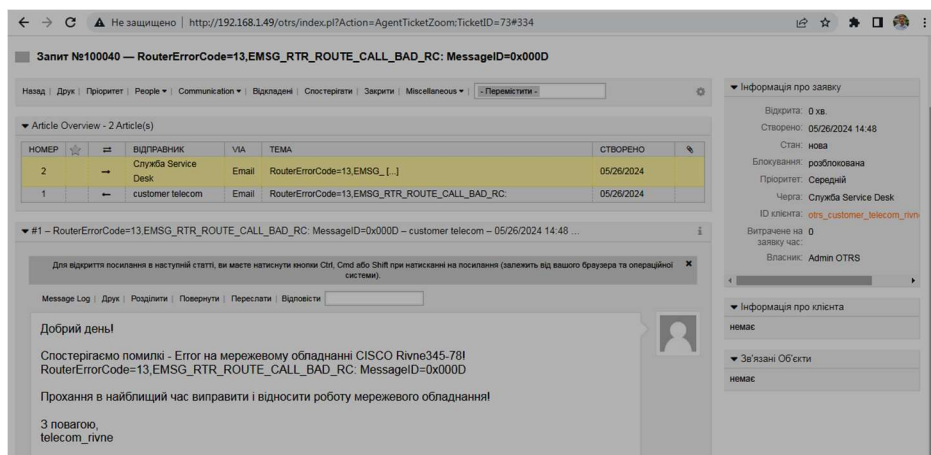 Не защищено | http://192.168.1.49/otrs/index.pl?Action=AgentTicketZoom;TicketID=73#334
Запит №100040 — RouterErrorCode=13,EMSG_RTR_ROUTE_CALL_BAD_RC: MessageID=0x000D
Назад | Друк | Пріоритет | People | Communication | Відкладені | Спостерігати | Закрити | Miscellaneous | - Перемістити -
Article Overview - 2 Article(s)
НОМЕР ВІДПРАВНИК VIA ТЕМА СТВОРЕНО
2 Служба Service Desk Email RouterErrorCode=13,EMSG_ [...] 05/26/2024
1 customer telecom Email RouterErrorCode=13,EMSG_RTR_ROUTE_CALL_BAD_RC: 05/26/2024
#1 – RouterErrorCode=13,EMSG_RTR_ROUTE_CALL_BAD_RC: MessageID=0x000D – customer telecom – 05/26/2024 14:48 ...
Для відкриття посилання в наступній статті, ви маєте натиснути кнопки Ctrl, Cmd або Shift при натисканні на посилання (залежить від вашого браузера та операційної
системи).
Message Log | Друк | Розділити | Повернути | Переслати | Відповісти
Добрий день!
Спостерігаємо помилкі - Error на мережевому обладнанні CISCO Rivne345-78!
RouterErrorCode=13,EMSG_RTR_ROUTE_CALL_BAD_RC: MessageID=0x000D
Прохання в найблищий час виправити і відносити роботу мережевого обладнання!
З повагою,
telecom_rivne
Інформація про заявку
Відкрита: 0 хв.
Створено: 05/26/2024 14:48
Стан: нова
Блокування: розблокована
Пріоритет: Середній
Черга: Служба Service Desk
ID клієнта: otrs_customer_telecom_rivn
Витрачене на 0
заявку час:
Власник: Admin OTRS
Інформація про клієнта
немає
Зв'язані Об'єкти
немає